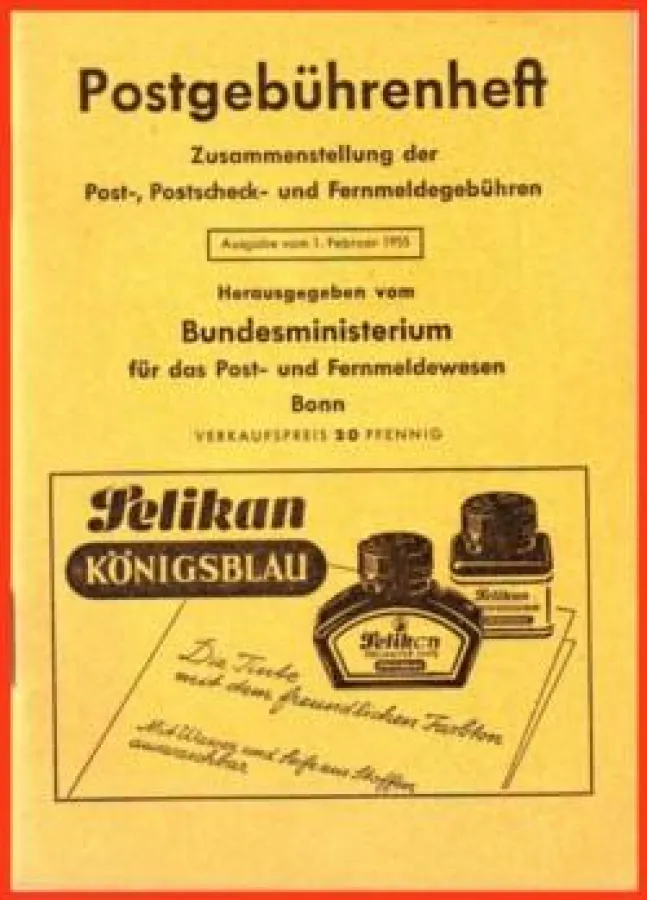 Postgebührenheft
Zusammenstellung der
Post-, Postscheck- und Fernmeldegebühren
Ausgabe vom 1. Februar 1955
Herausgegeben vom
Bundesministerium
für das Post- und Fernmeldewesen
Bonn
VERKAUFSPREIS 20 PFENNIG
Pelikan
KÖNIGSBLAU
Pelikan
Pelikan
Die Tinte
mit dem freundlichen Farbton
Mit Wasser und Seife aus Stoffen
auswaschbar